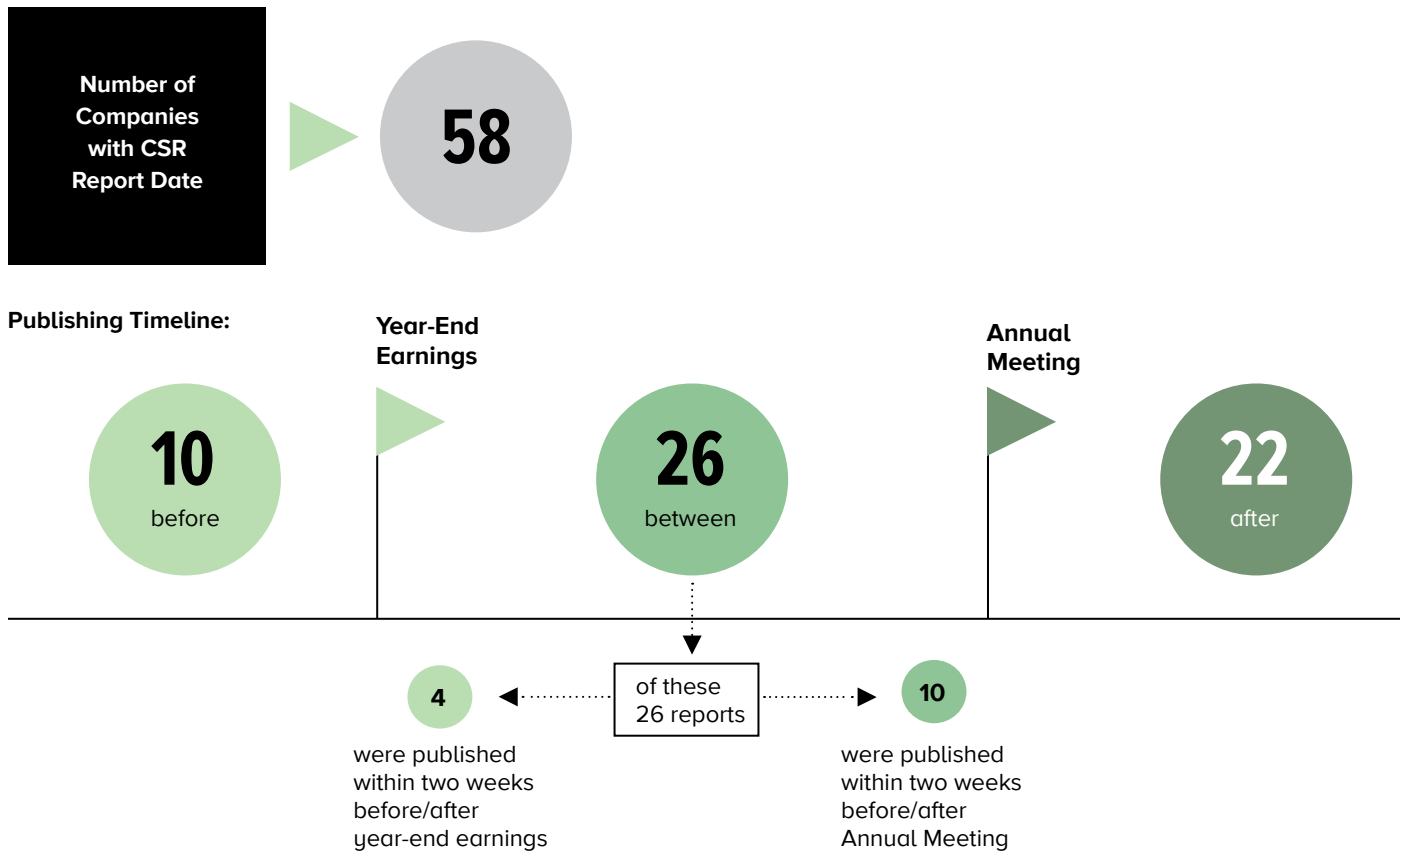 Number of
Companies
with CSR
Report Date
58
Publishing Timeline:
Year-End
Earnings
Annual
Meeting
10
before
26
between
22
after
of these
26 reports
4
were published
within two weeks
before/after
year-end earnings
10
were published
within two weeks
before/after
Annual Meeting